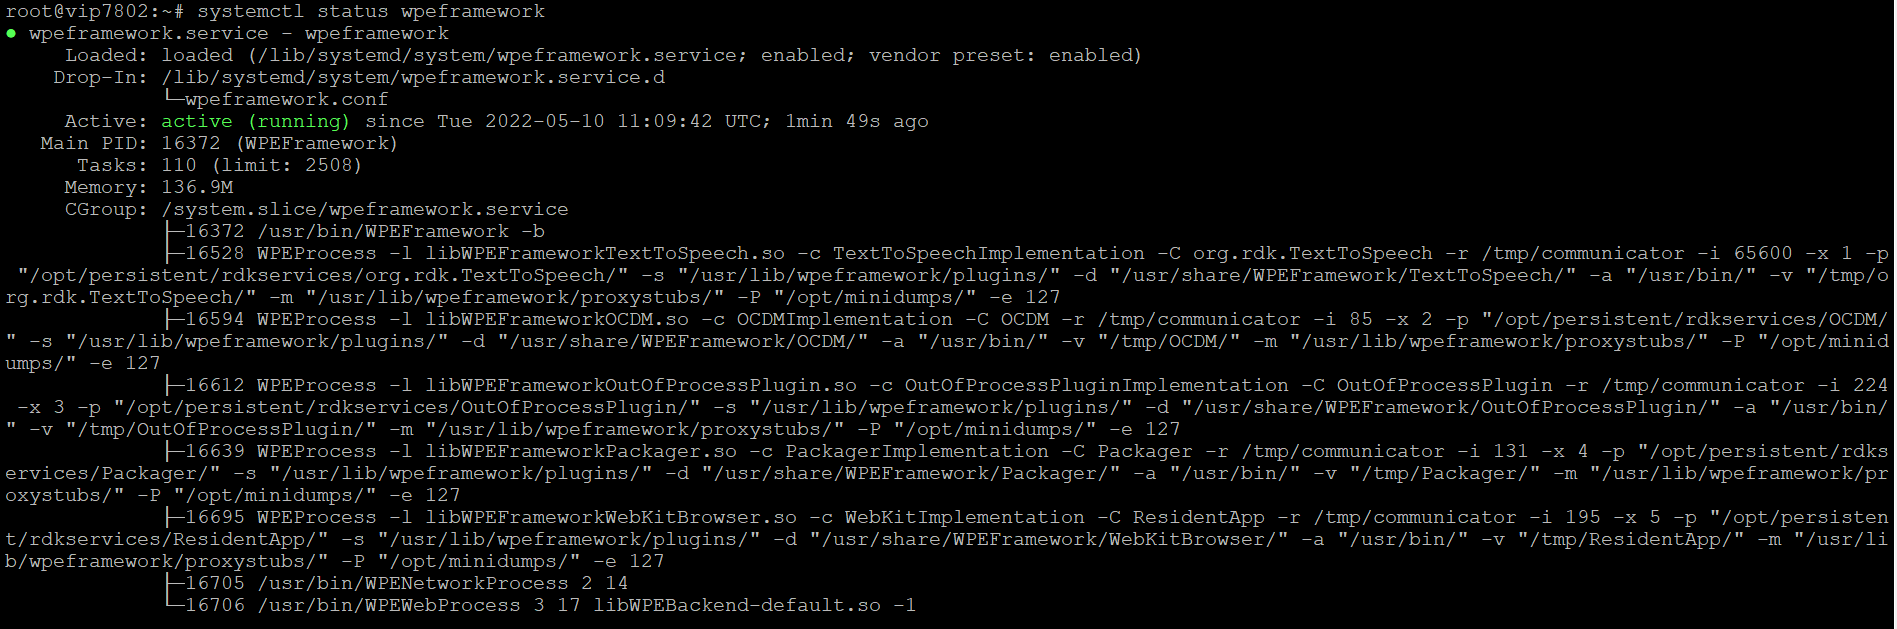 root@vip7802:~# systemctl status wpeframework
● wpeframework.service - wpeframework
     Loaded: loaded (/lib/systemd/system/wpeframework.service; enabled; vendor preset: enabled)
    Drop-In: /lib/systemd/system/wpeframework.service.d
             └─wpeframework.conf
     Active: active (running) since Tue 2022-05-10 11:09:42 UTC; 1min 49s ago
   Main PID: 16372 (WPEFramework)
      Tasks: 110 (limit: 2508)
     Memory: 136.9M
     CGroup: /system.slice/wpeframework.service
             ├─16372 /usr/bin/WPEFramework -b
             ├─16528 WPEProcess -l libWPEFrameworkTextToSpeech.so -c TextToSpeechImplementation -C org.rdk.TextToSpeech -r /tmp/communicator -i 65600 -x 1 -p
 "/opt/persistent/rdkservices/org.rdk.TextToSpeech/" -s "/usr/lib/wpeframework/plugins/" -d "/usr/share/WPEFramework/TextToSpeech/" -a "/usr/bin/" -v "/tmp/o
rg.rdk.TextToSpeech/" -m "/usr/lib/wpeframework/proxystubs/" -P "/opt/minidumps/" -e 127
             ├─16594 WPEProcess -l libWPEFrameworkOCDM.so -c OCDMImplementation -C OCDM -r /tmp/communicator -i 85 -x 2 -p "/opt/persistent/rdkservices/OCDM/
" -s "/usr/lib/wpeframework/plugins/" -d "/usr/share/WPEFramework/OCDM/" -a "/usr/bin/" -v "/tmp/OCDM/" -m "/usr/lib/wpeframework/proxystubs/" -P "/opt/minid
umps/" -e 127
             ├─16612 WPEProcess -l libWPEFrameworkOutOfProcessPlugin.so -c OutOfProcessPluginImplementation -C OutOfProcessPlugin -r /tmp/communicator -i 224
 -x 3 -p "/opt/persistent/rdkservices/OutOfProcessPlugin/" -s "/usr/lib/wpeframework/plugins/" -d "/usr/share/WPEFramework/OutOfProcessPlugin/" -a "/usr/bin/
" -v "/tmp/OutOfProcessPlugin/" -m "/usr/lib/wpeframework/proxystubs/" -P "/opt/minidumps/" -e 127
             ├─16639 WPEProcess -l libWPEFrameworkPackager.so -c PackagerImplementation -C Packager -r /tmp/communicator -i 131 -x 4 -p "/opt/persistent/rdks
ervices/Packager/" -s "/usr/lib/wpeframework/plugins/" -d "/usr/share/WPEFramework/Packager/" -a "/usr/bin/" -v "/tmp/Packager/" -m "/usr/lib/wpeframework/pr
oxystubs/" -P "/opt/minidumps/" -e 127
             ├─16695 WPEProcess -l libWPEFrameworkWebKitBrowser.so -c WebKitImplementation -C ResidentApp -r /tmp/communicator -i 195 -x 5 -p "/opt/persisten
t/rdkservices/ResidentApp/" -s "/usr/lib/wpeframework/plugins/" -d "/usr/share/WPEFramework/WebKitBrowser/" -a "/usr/bin/" -v "/tmp/ResidentApp/" -m "/usr/li
b/wpeframework/proxystubs/" -P "/opt/minidumps/" -e 127
             ├─16705 /usr/bin/WPENetworkProcess 2 14
             └─16706 /usr/bin/WPEWebProcess 3 17 libWPEBackend-default.so -1